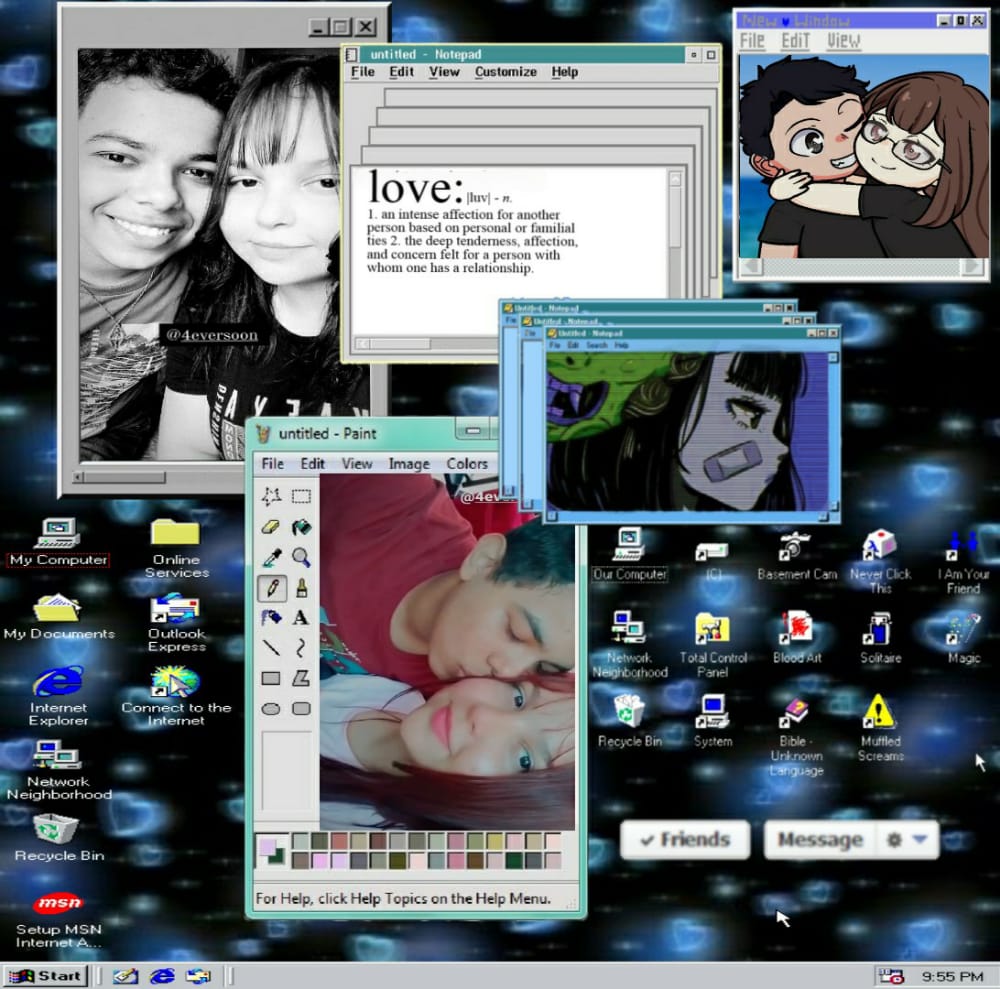 untitled - Notepad
File Edit View Customize Help
love: |luv| - n.
1. an intense affection for another
person based on personal or familial
ties 2. the deep tenderness, affection,
and concern felt for a person with
whom one has a relationship.
New ♥ Window
File Edit View
@4eversoon
Untitled - Notepad
Untitled - Notepad
Untitled - Notepad
File Edit Search Help
untitled - Paint
File Edit View Image Colors
@4ever
A
My Computer
Online
Services
My Documents
Outlook
Express
Internet
Explorer
Connect to the
Internet
Network
Neighborhood
Recycle Bin
msn
Setup MSN
Internet A...
Our Computer
(C)
Basement Cam
Never Click
This
I Am Your
Friend
Network
Neighborhood
Total Control
Panel
Blood Art
Solitaire
Magic
Recycle Bin
System
Bible -
Unknown
Language
Muffled
Screams
✓ Friends
Message
For Help, click Help Topics on the Help Menu.
Start
9:55 PM